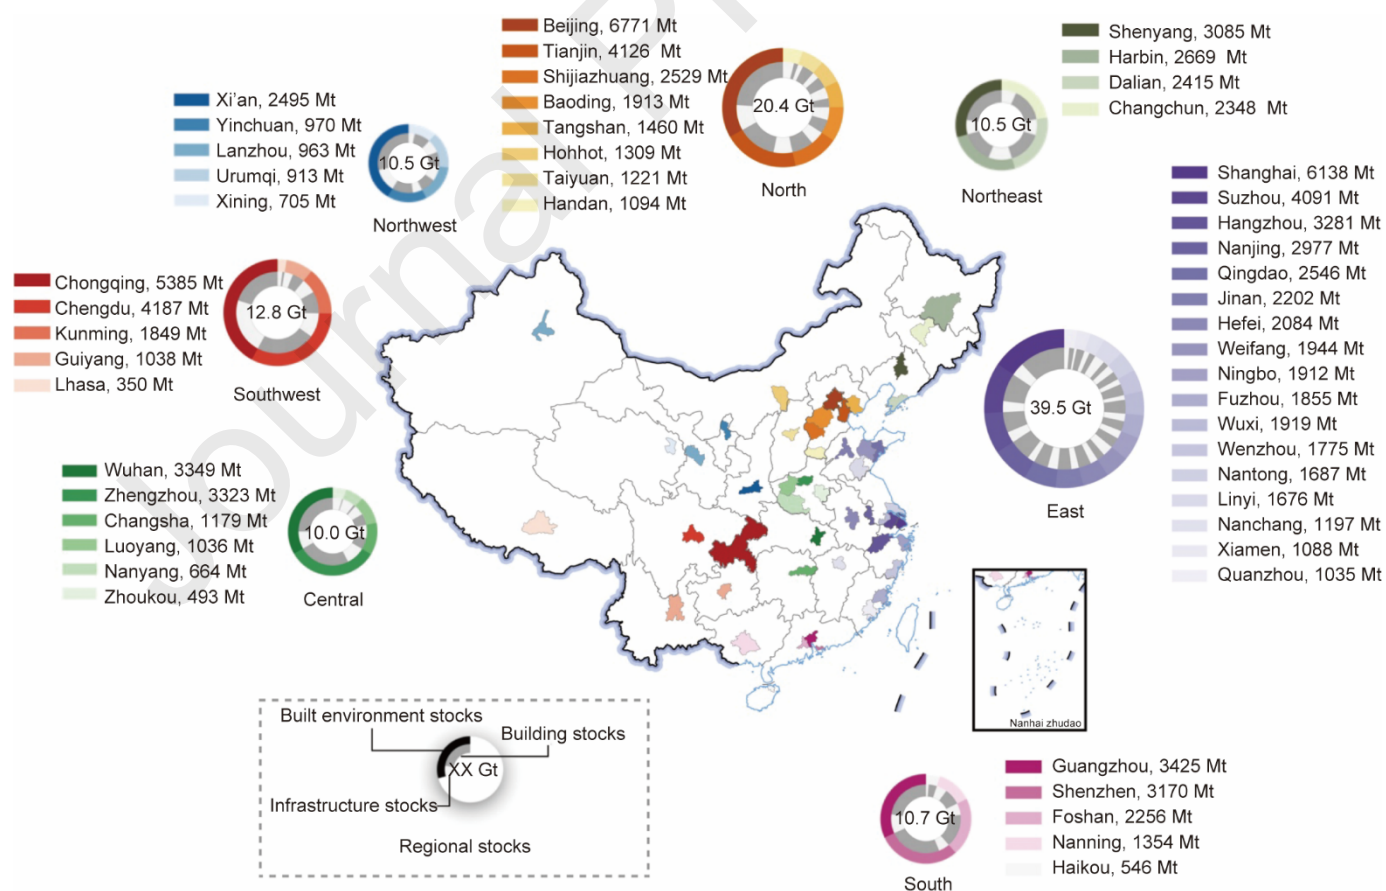 Journal Pr
Beijing, 6771 Mt
Tianjin, 4126 Mt
Shijiazhuang, 2529 Mt
Baoding, 1913 Mt
Tangshan, 1460 Mt
Hohhot, 1309 Mt
Taiyuan, 1221 Mt
Handan, 1094 Mt
20.4 Gt
North
Shenyang, 3085 Mt
Harbin, 2669 Mt
Dalian, 2415 Mt
Changchun, 2348 Mt
10.5 Gt
Northeast
Xi'an, 2495 Mt
Yinchuan, 970 Mt
Lanzhou, 963 Mt
Urumqi, 913 Mt
Xining, 705 Mt
10.5 Gt
Northwest
Chongqing, 5385 Mt
Chengdu, 4187 Mt
Kunming, 1849 Mt
Guiyang, 1038 Mt
Lhasa, 350 Mt
12.8 Gt
Southwest
Shanghai, 6138 Mt
Suzhou, 4091 Mt
Hangzhou, 3281 Mt
Nanjing, 2977 Mt
Qingdao, 2546 Mt
Jinan, 2202 Mt
Hefei, 2084 Mt
Weifang, 1944 Mt
Ningbo, 1912 Mt
Fuzhou, 1855 Mt
Wuxi, 1919 Mt
Wenzhou, 1775 Mt
Nantong, 1687 Mt
Linyi, 1676 Mt
Nanchang, 1197 Mt
Xiamen, 1088 Mt
Quanzhou, 1035 Mt
39.5 Gt
East
Wuhan, 3349 Mt
Zhengzhou, 3323 Mt
Changsha, 1179 Mt
Luoyang, 1036 Mt
Nanyang, 664 Mt
Zhoukou, 493 Mt
10.0 Gt
Central
Nanhai zhudao
Built environment stocks
Building stocks
XX Gt
Infrastructure stocks
Regional stocks
Guangzhou, 3425 Mt
Shenzhen, 3170 Mt
Foshan, 2256 Mt
Nanning, 1354 Mt
Haikou, 546 Mt
10.7 Gt
South